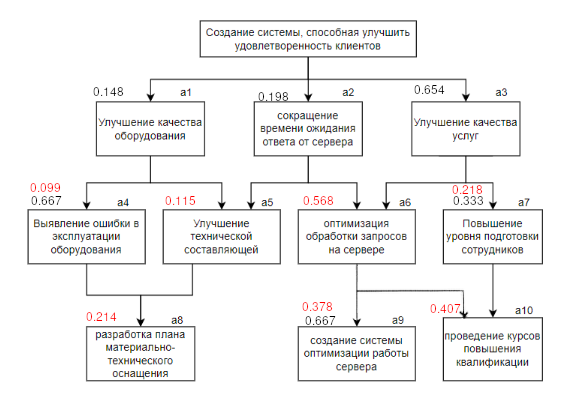 Создание системы, способная улучшить
удовлетворенность клиентов
0.148 a1
0.198 a2
0.654 a3
Улучшение качества
оборудования
сокращение
времени ожидания
ответа от сервера
Улучшение качества
услуг
0.099
0.667 a4
0.115 a5
0.568 a6
0.218
0.333 a7
Выявление ошибки в
эксплуатации
оборудования
Улучшение
технической
составляющей
оптимизация
обработки запросов
на сервере
Повышение
уровня подготовки
сотрудников
0.214 a8
0.378
0.667 a9
0.407 a10
разработка плана
материально-
технического
оснащения
создание системы
оптимизации работы
сервера
проведение курсов
повышения
квалификации